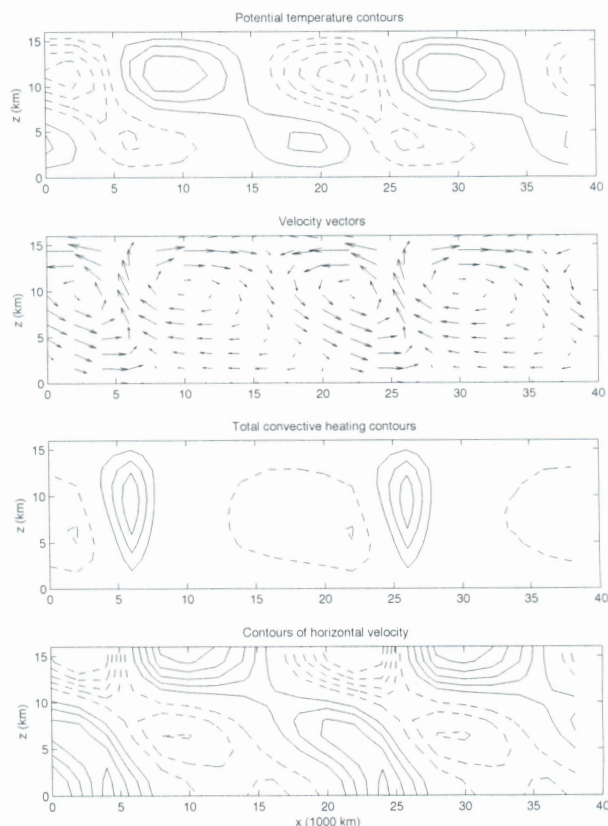 Potential temperature contours
15
10
5
0
z (km)
0 5 10 15 20 25 30 35 40
Velocity vectors
15
10
5
0
z (km)
0 5 10 15 20 25 30 35 40
Total convective heating contours
15
10
5
0
z (km)
0 5 10 15 20 25 30 35 40
Contours of horizontal velocity
15
10
5
0
z (km)
0 5 10 15 20 25 30 35 40
x (1000 km)